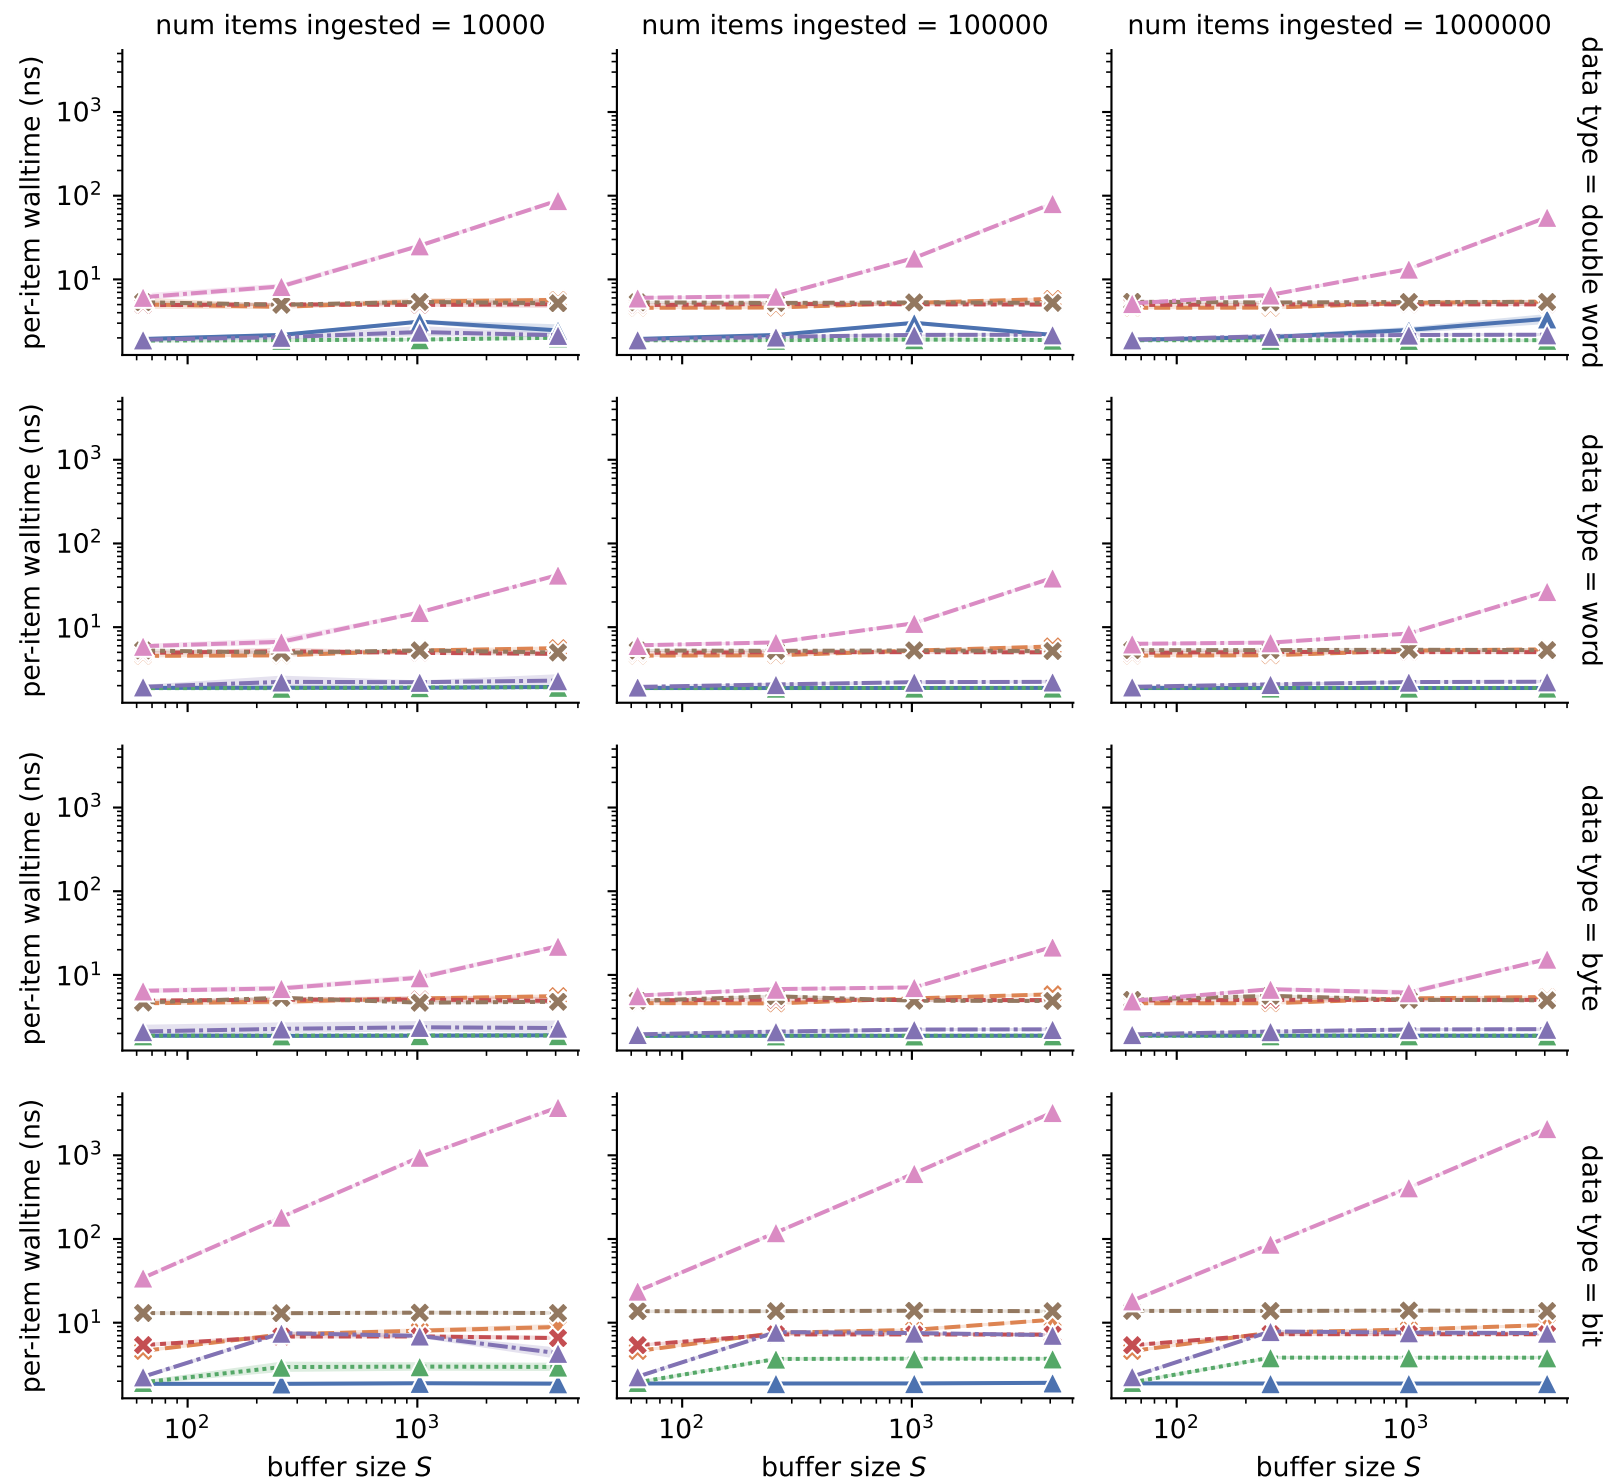 num items ingested = 10000
num items ingested = 100000
num items ingested = 1000000
per-item walltime (ns)
10³
10²
10¹
data type = double word
per-item walltime (ns)
10³
10²
10¹
data type = word
per-item walltime (ns)
10³
10²
10¹
data type = byte
per-item walltime (ns)
10³
10²
10¹
data type = bit
10²
10³
10²
10³
10²
10³
buffer size S
buffer size S
buffer size S